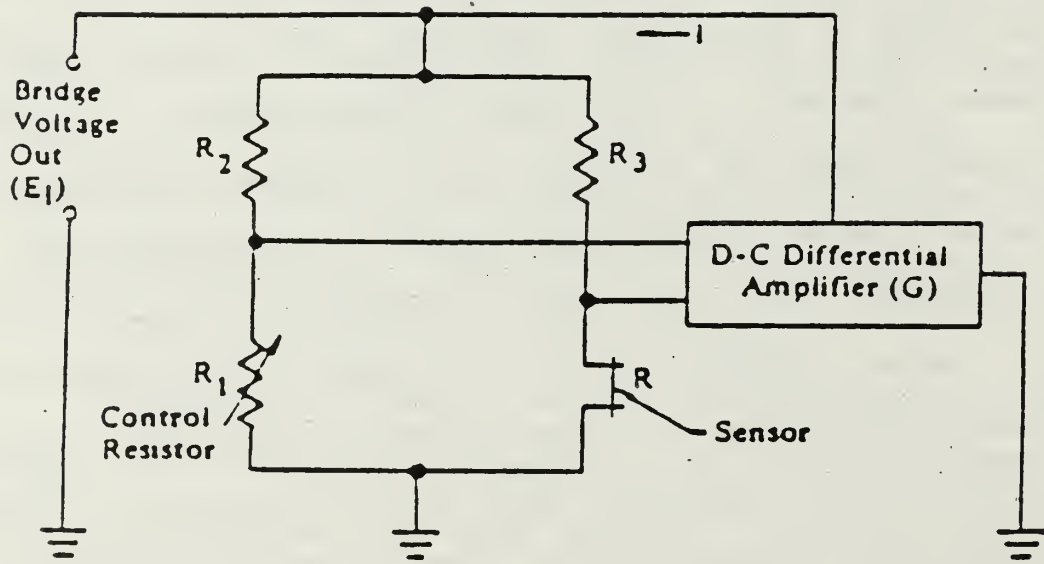 I
Bridge
Voltage
Out
(E1)
R2
R3
D-C Differential
Amplifier (G)
R1
Control
Resistor
R
Sensor